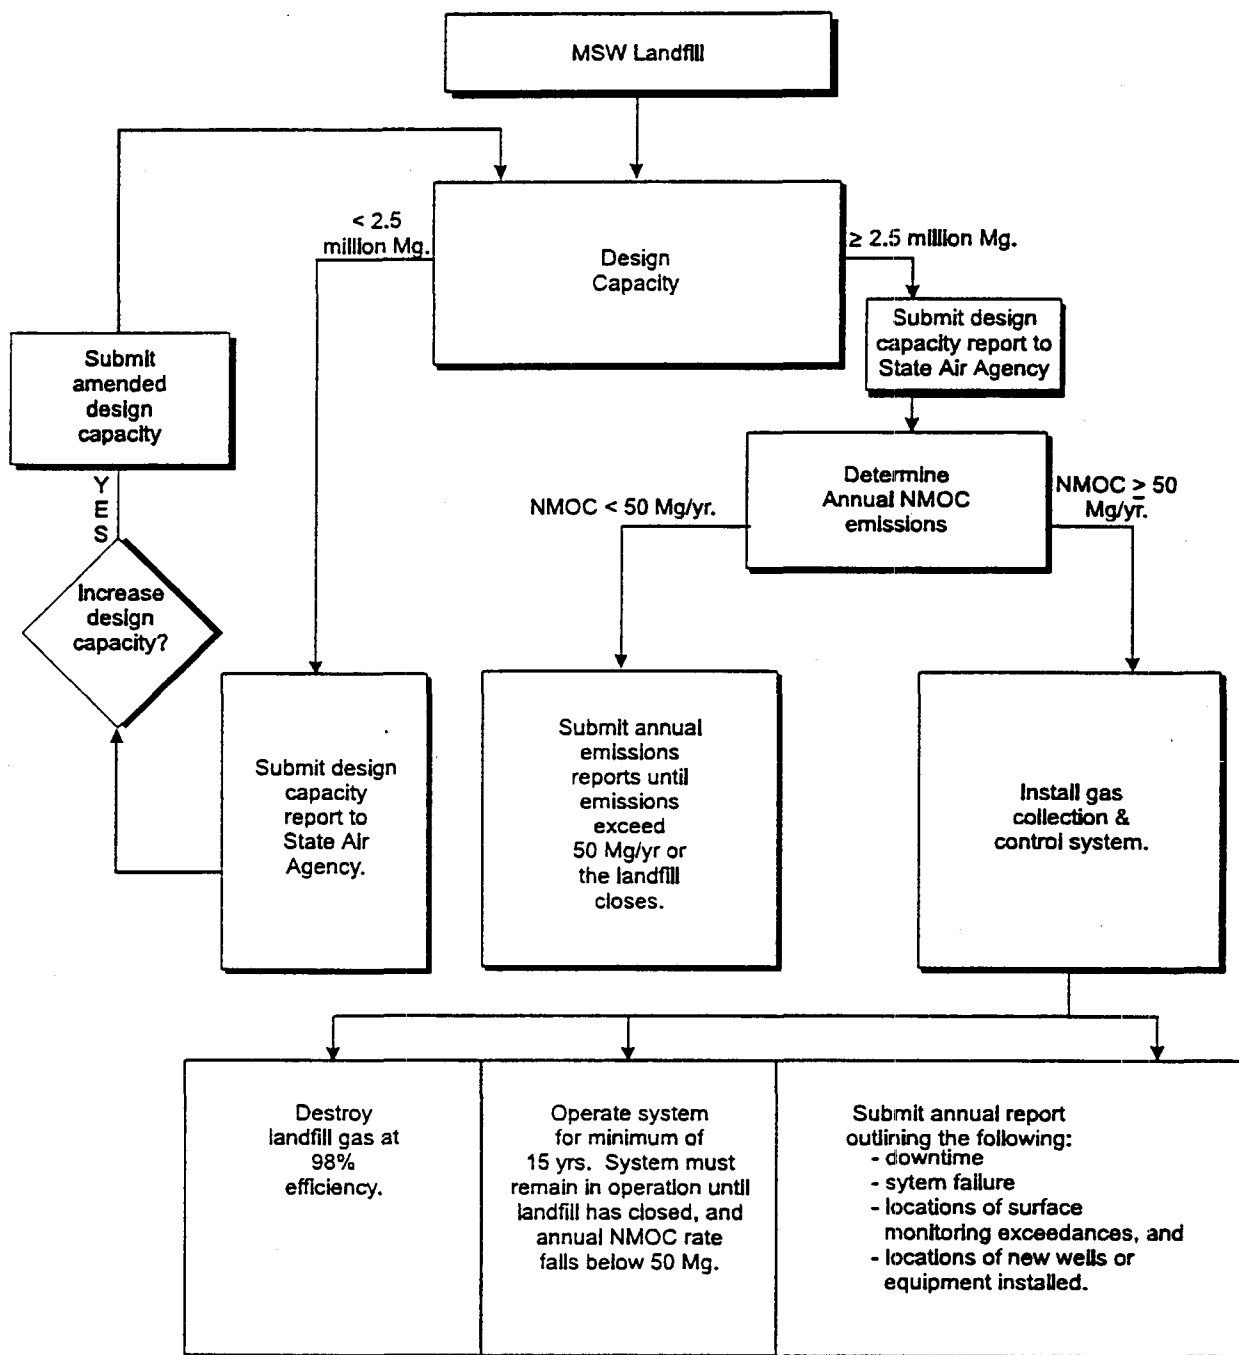 MSW Landfill
< 2.5
million Mg.
Design
Capacity
≥ 2.5 million Mg.
Submit design
capacity report to
State Air Agency
Submit
amended
design
capacity
Y
E
S
Increase
design
capacity?
Determine
Annual NMOC
emissions
NMOC < 50 Mg/yr.
NMOC ≥ 50
Mg/yr.
Submit design
capacity
report to
State Air
Agency.
Submit annual
emissions
reports until
emissions
exceed
50 Mg/yr or
the landfill
closes.
Install gas
collection &
control system.
Destroy
landfill gas at
98%
efficiency.
Operate system
for minimum of
15 yrs. System must
remain in operation until
landfill has closed, and
annual NMOC rate
falls below 50 Mg.
Submit annual report
outlining the following:
- downtime
- sytem failure
- locations of surface
monitoring exceedances, and
- locations of new wells or
equipment installed.